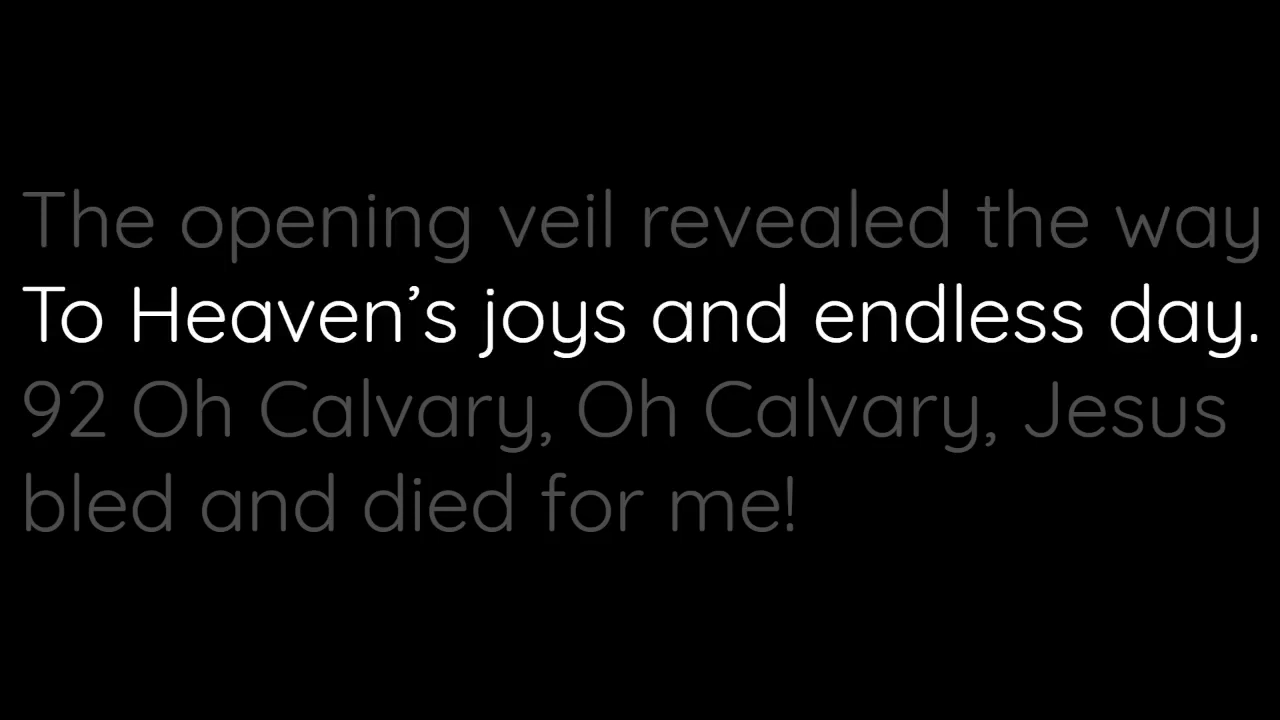 The opening veil revealed the way
To Heaven’s joys and endless day.
92 Oh Calvary, Oh Calvary, Jesus
bled and died for me!